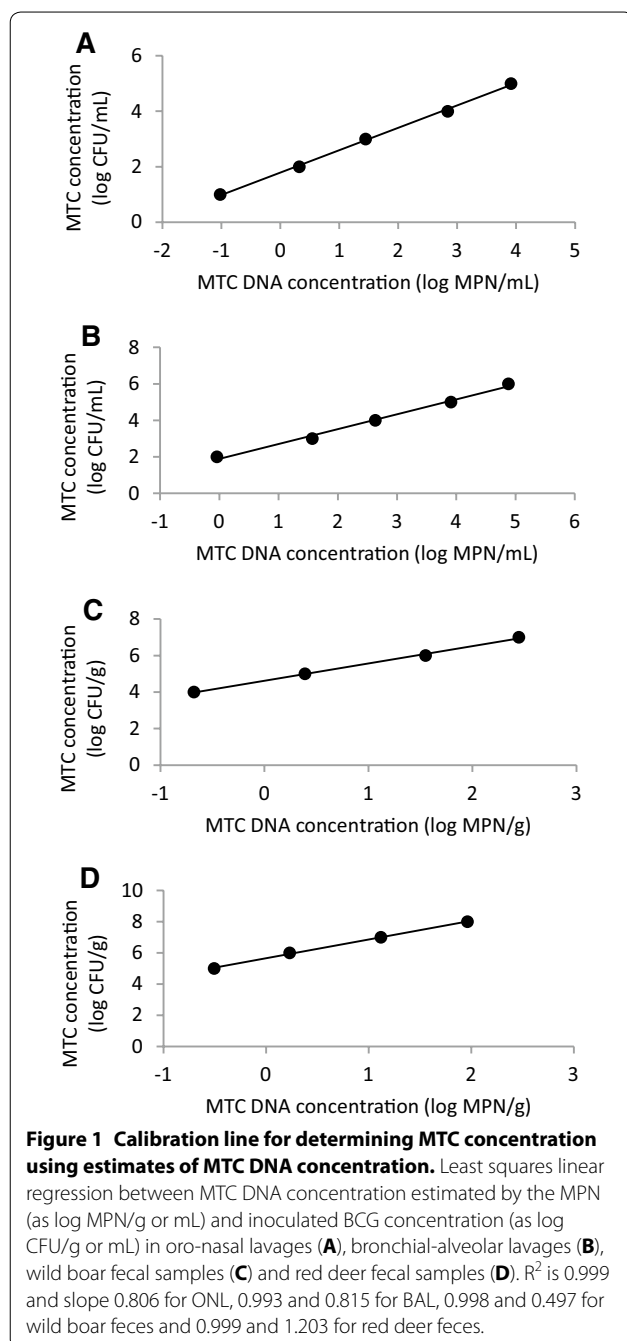 A
MTC concentration
(log CFU/mL)
6
4
2
0
-2 -1 0 1 2 3 4 5
MTC DNA concentration (log MPN/mL)
B
MTC concentration
(log CFU/mL)
8
6
4
2
0
-1 0 1 2 3 4 5 6
MTC DNA concentration (log MPN/mL)
C
MTC concentration
(log CFU/g)
8
6
4
2
0
-1 0 1 2 3
MTC DNA concentration (log MPN/g)
D
MTC concentration
(log CFU/g)
10
8
6
4
2
0
-1 0 1 2 3
MTC DNA concentration (log MPN/g)
Figure 1 Calibration line for determining MTC concentration
using estimates of MTC DNA concentration. Least squares linear
regression between MTC DNA concentration estimated by the MPN
(as log MPN/g or mL) and inoculated BCG concentration (as log
CFU/g or mL) in oro-nasal lavages (A), bronchial-alveolar lavages (B),
wild boar fecal samples (C) and red deer fecal samples (D). R² is 0.999
and slope 0.806 for ONL, 0.993 and 0.815 for BAL, 0.998 and 0.497 for
wild boar feces and 0.999 and 1.203 for red deer feces.